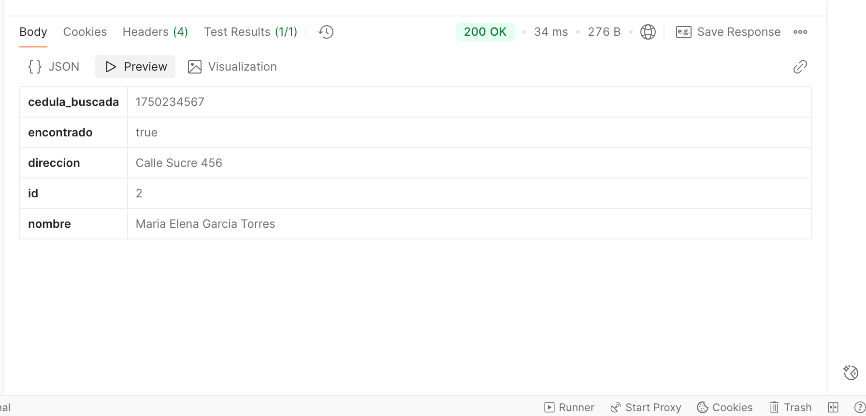 Body Cookies Headers (4) Test Results (1/1) 200 OK 34 ms 276 B e.g. Save Response
{ } JSON Preview Visualization
cedula_buscada 1750234567
encontrado true
direccion Calle Sucre 456
id 2
nombre Maria Elena Garcia Torres
Runner Start Proxy Cookies Trash ?